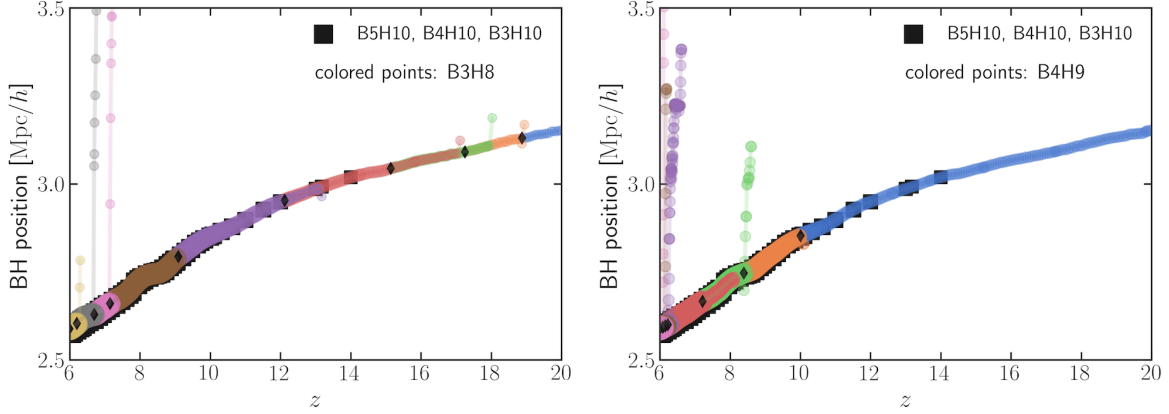 3.5
3.0
2.5
BH position [Mpc/h]
B5H10, B4H10, B3H10
colored points: B3H8
6 8 10 12 14 16 18 20
z
3.5
3.0
2.5
BH position [Mpc/h]
B5H10, B4H10, B3H10
colored points: B4H9
6 8 10 12 14 16 18 20
z